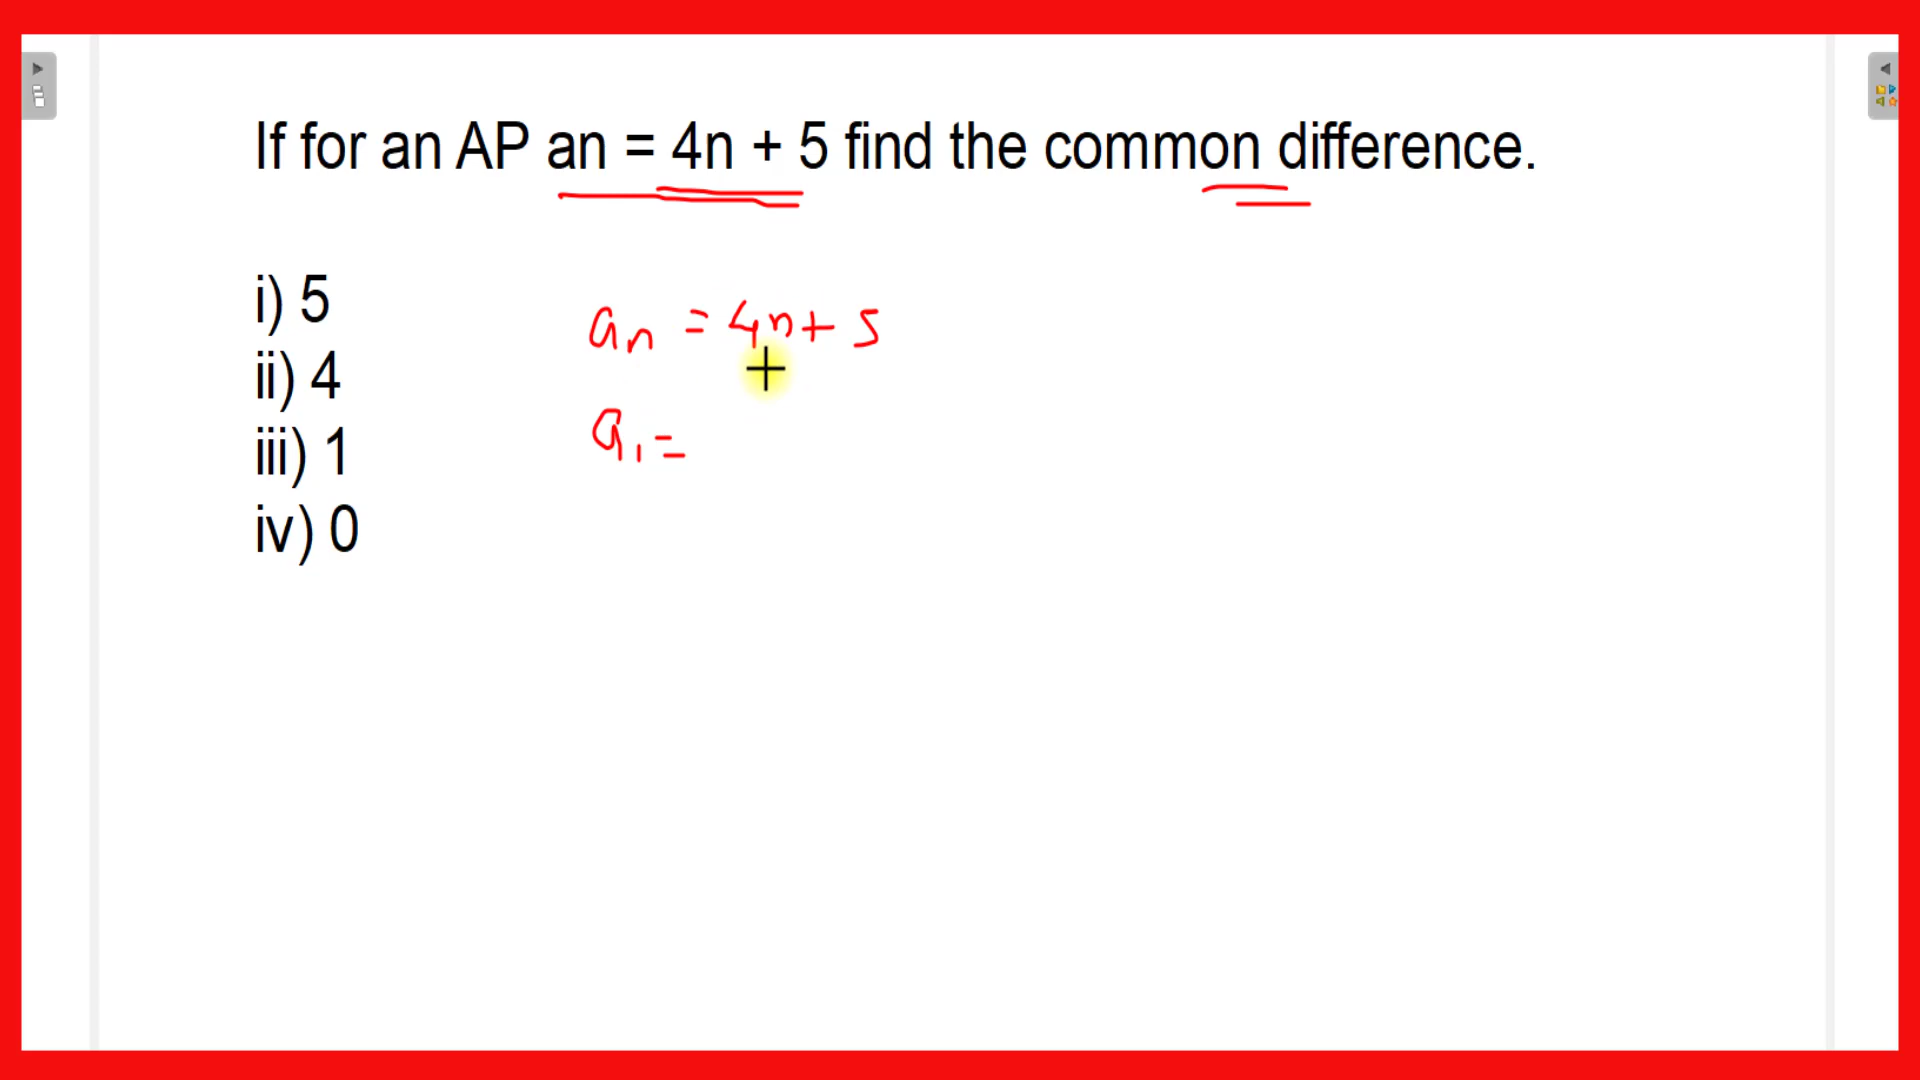 If for an AP an = 4n + 5 find the common difference.
i) 5
ii) 4
iii) 1
iv) 0
an = 4n + 5
a1 =